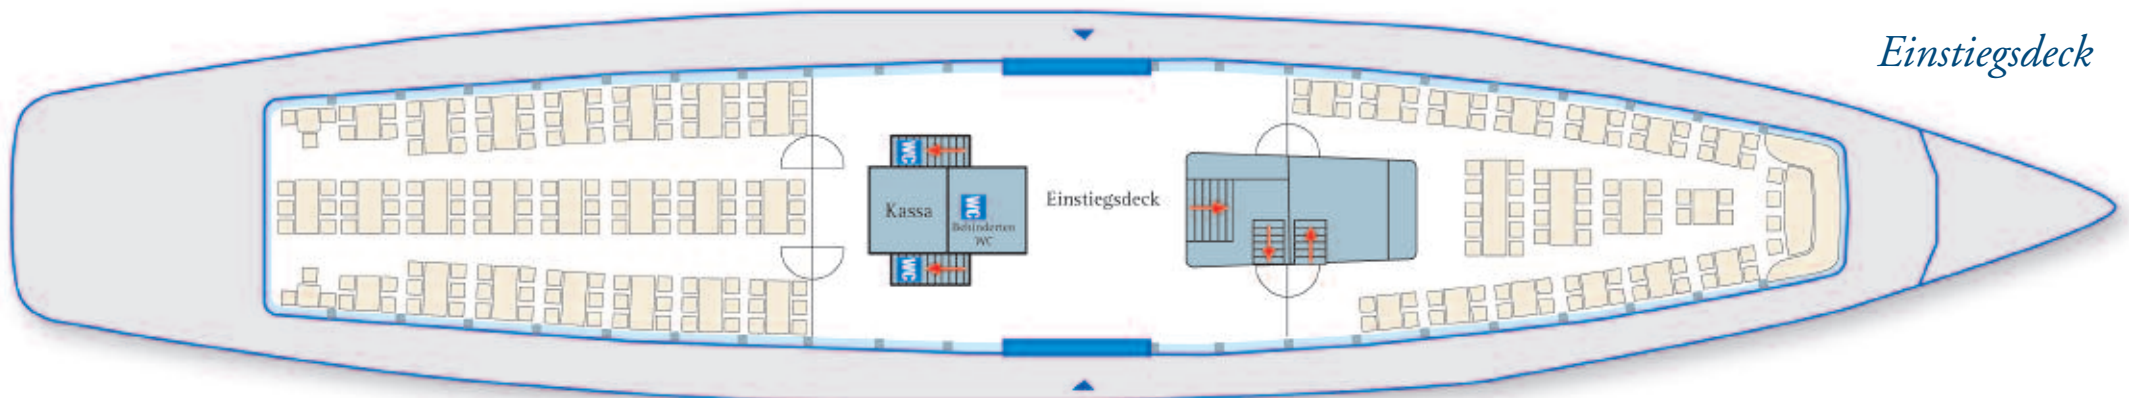 Einstiegsdeck
WC
Kassa
WC
Behinderten
WC
Einstiegsdeck
WC